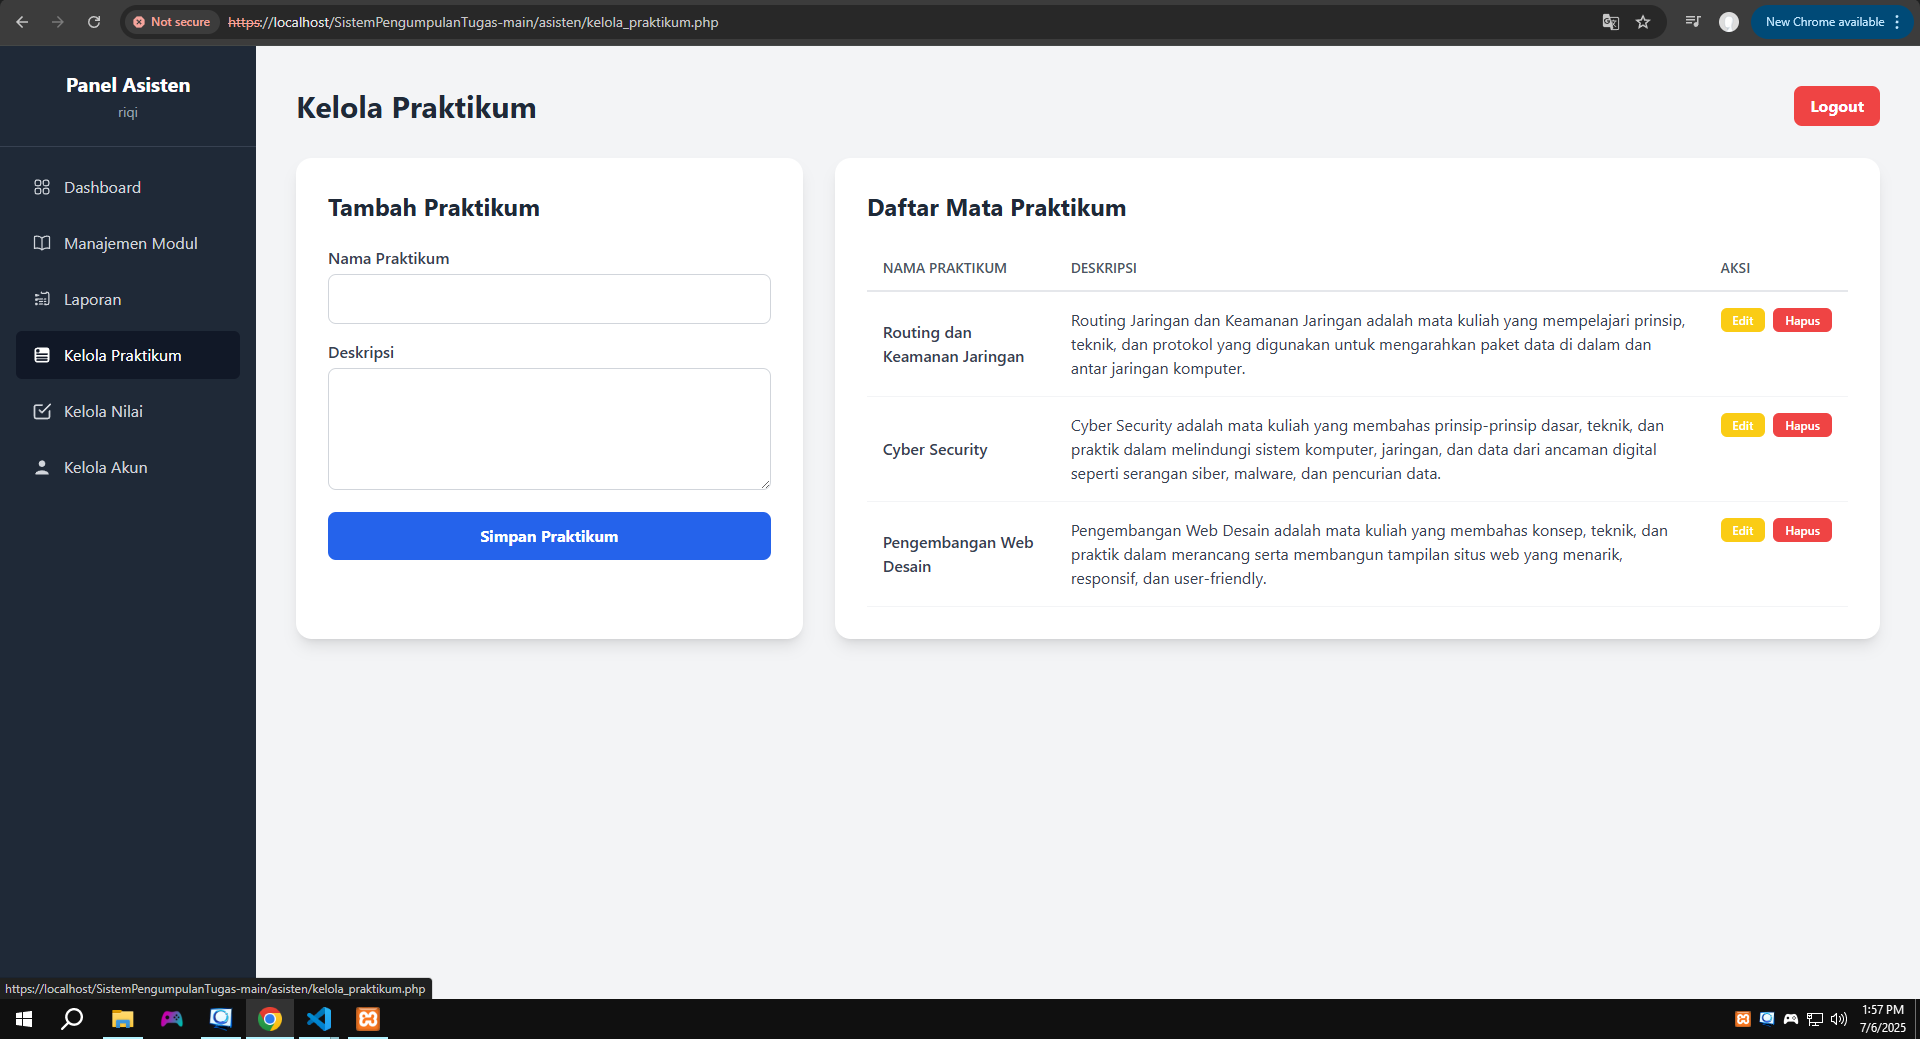 Not secure
https://localhost/SistemPengumpulanTugas-main/asisten/kelola_praktikum.php
New Chrome available
Panel Asisten
riqi
Dashboard
Manajemen Modul
Laporan
Kelola Praktikum
Kelola Nilai
Kelola Akun
Kelola Praktikum
Logout
Tambah Praktikum
Nama Praktikum
Deskripsi
Simpan Praktikum
Daftar Mata Praktikum
NAMA PRAKTIKUM DESKRIPSI AKSI
Routing dan
Keamanan Jaringan
Routing Jaringan dan Keamanan Jaringan adalah mata kuliah yang mempelajari prinsip,
teknik, dan protokol yang digunakan untuk mengarahkan paket data di dalam dan
antar jaringan komputer.
Edit Hapus
Cyber Security
Cyber Security adalah mata kuliah yang membahas prinsip-prinsip dasar, teknik, dan
praktik dalam melindungi sistem komputer, jaringan, dan data dari ancaman digital
seperti serangan siber, malware, dan pencurian data.
Edit Hapus
Pengembangan Web
Desain
Pengembangan Web Desain adalah mata kuliah yang membahas konsep, teknik, dan
praktik dalam merancang serta membangun tampilan situs web yang menarik,
responsif, dan user-friendly.
Edit Hapus
https://localhost/SistemPengumpulanTugas-main/asisten/kelola_praktikum.php
1:57 PM
7/6/2025